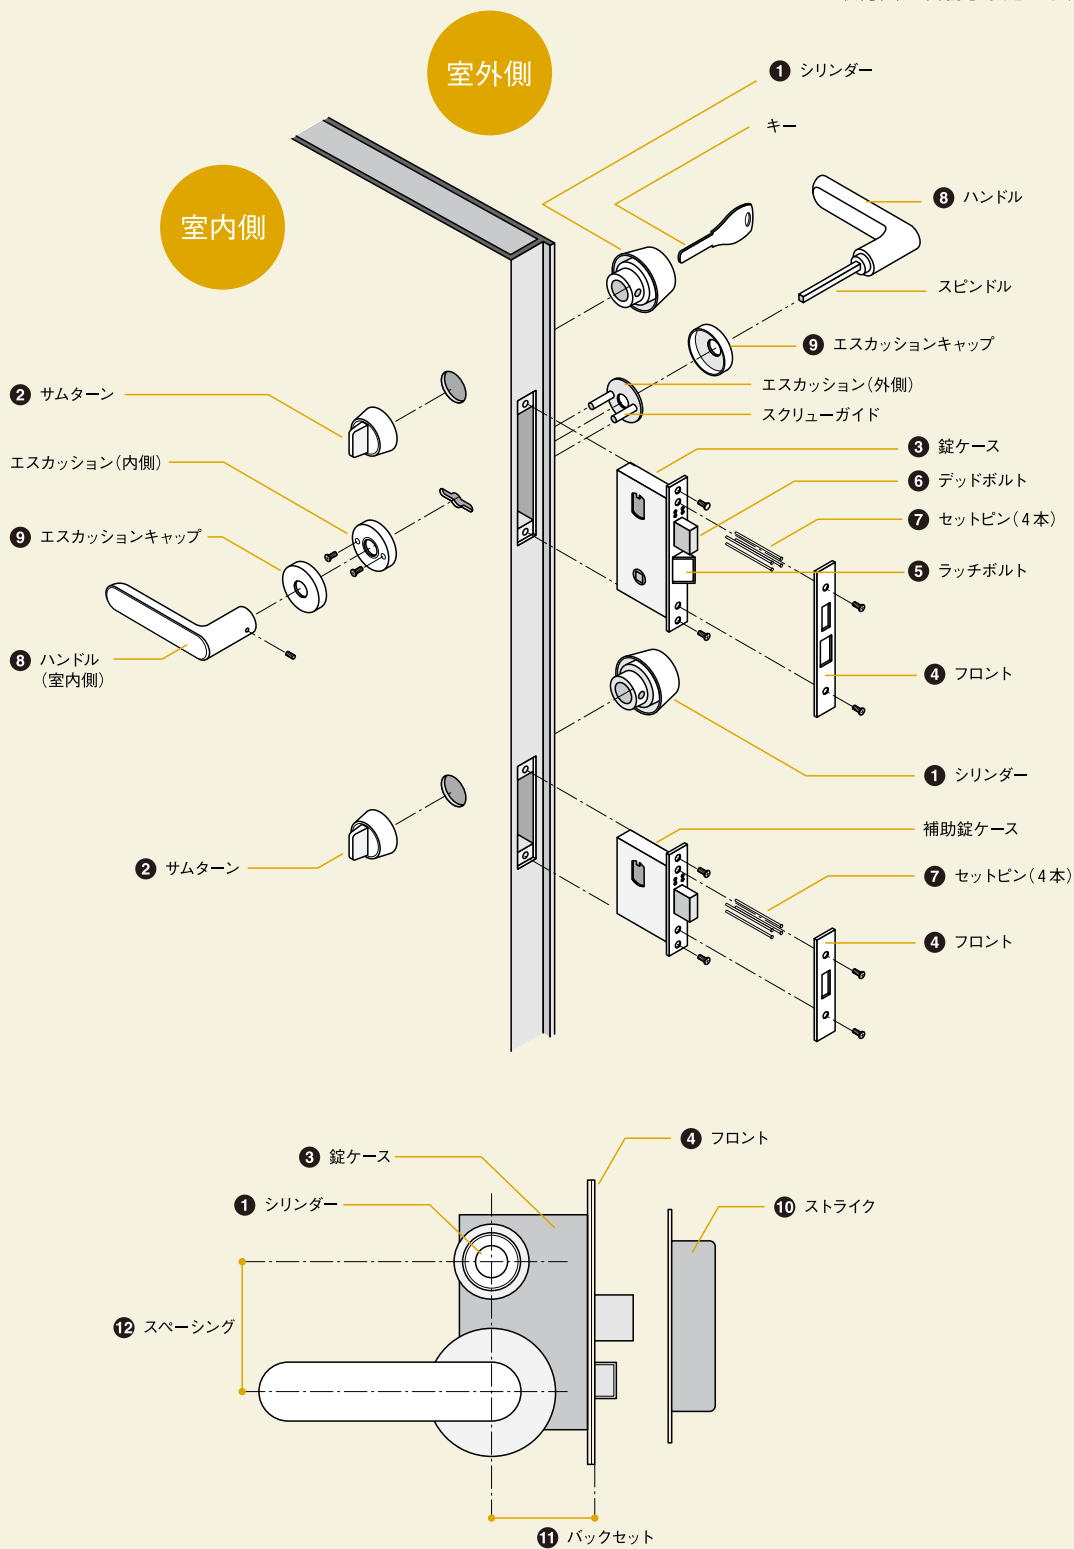 室外側
❶ シリンダー
キー
室内側
❽ ハンドル
スピンドル
❾ エスカッションキャップ
エスカッション(外側)
❷ サムターン
スクリューガイド
❸ 錠ケース
エスカッション(内側)
❻ デッドボルト
❼ セットピン(4本)
❾ エスカッションキャップ
❺ ラッチボルト
❽ ハンドル
(室内側)
❹ フロント
❶ シリンダー
補助錠ケース
❷ サムターン
❼ セットピン(4本)
❹ フロント
❹ フロント
❸ 錠ケース
❶ シリンダー
❿ ストライク
⓬ スペーシング
⓫ バックセット